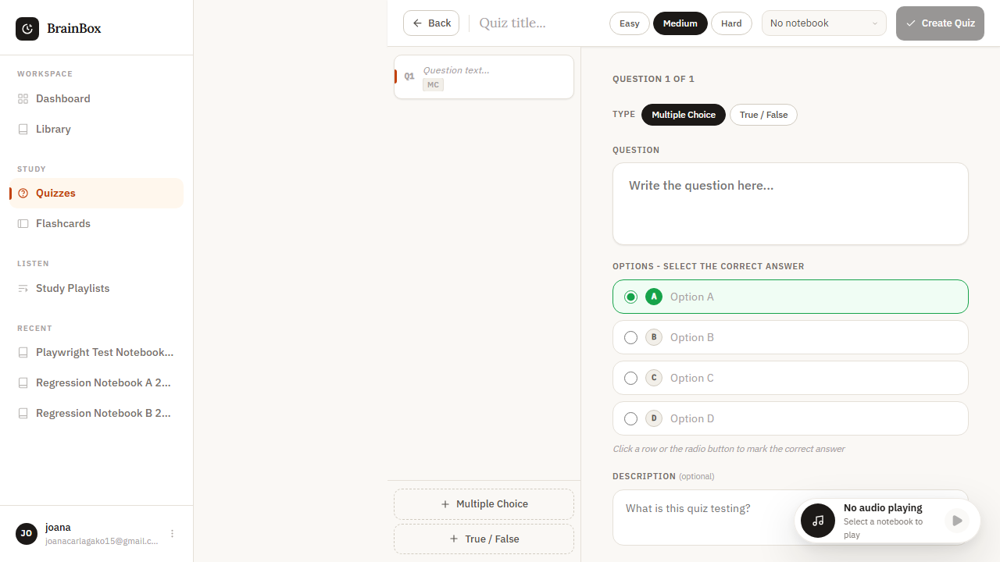 BrainBox
WORKSPACE
Dashboard
Library
STUDY
Quizzes
Flashcards
LISTEN
Study Playlists
RECENT
Playwright Test Notebook...
Regression Notebook A 2...
Regression Notebook B 2...
JO
joana
joanacarlagako15@gmail.c...
Back
Quiz title...
Easy
Medium
Hard
No notebook
Create Quiz
Q1
Question text...
MC
Multiple Choice
True / False
QUESTION 1 OF 1
TYPE
Multiple Choice
True / False
QUESTION
Write the question here...
OPTIONS - SELECT THE CORRECT ANSWER
A
Option A
B
Option B
C
Option C
D
Option D
Click a row or the radio button to mark the correct answer
DESCRIPTION (optional)
What is this quiz testing?
No audio playing
Select a notebook to
play